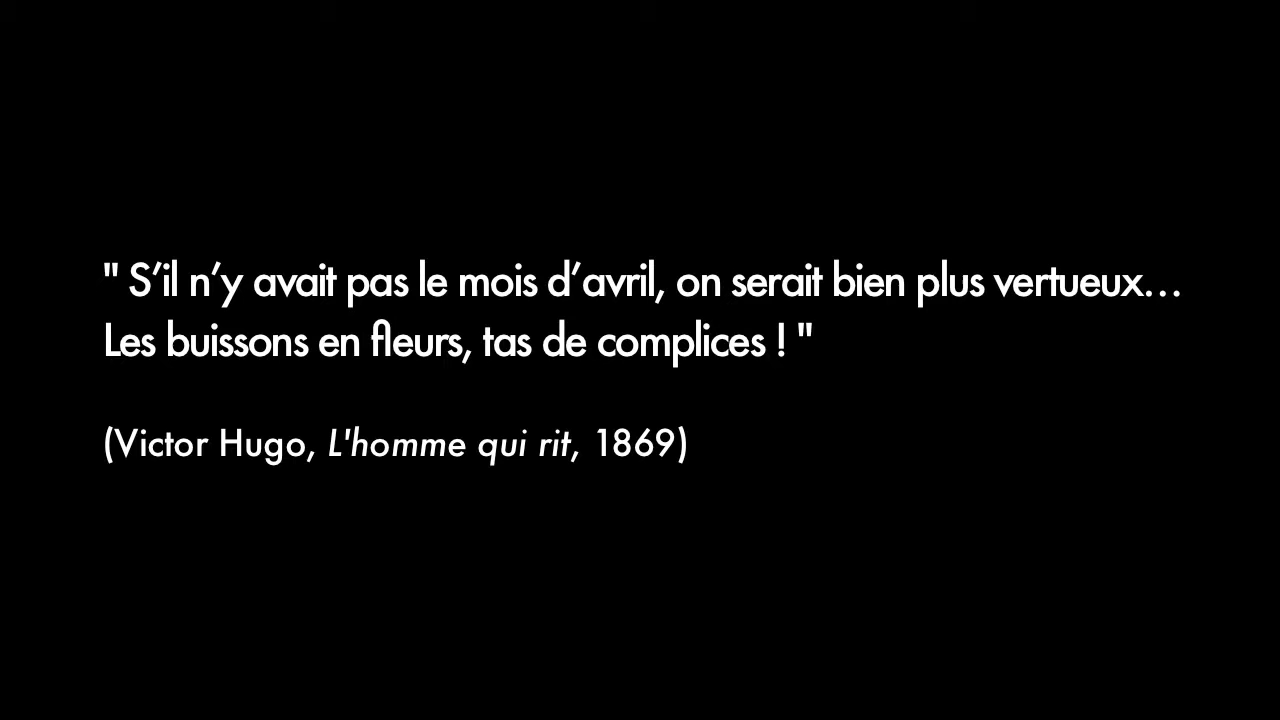 " S’il n’y avait pas le mois d’avril, on serait bien plus vertueux…
Les buissons en fleurs, tas de complices ! "
(Victor Hugo, L'homme qui rit, 1869)